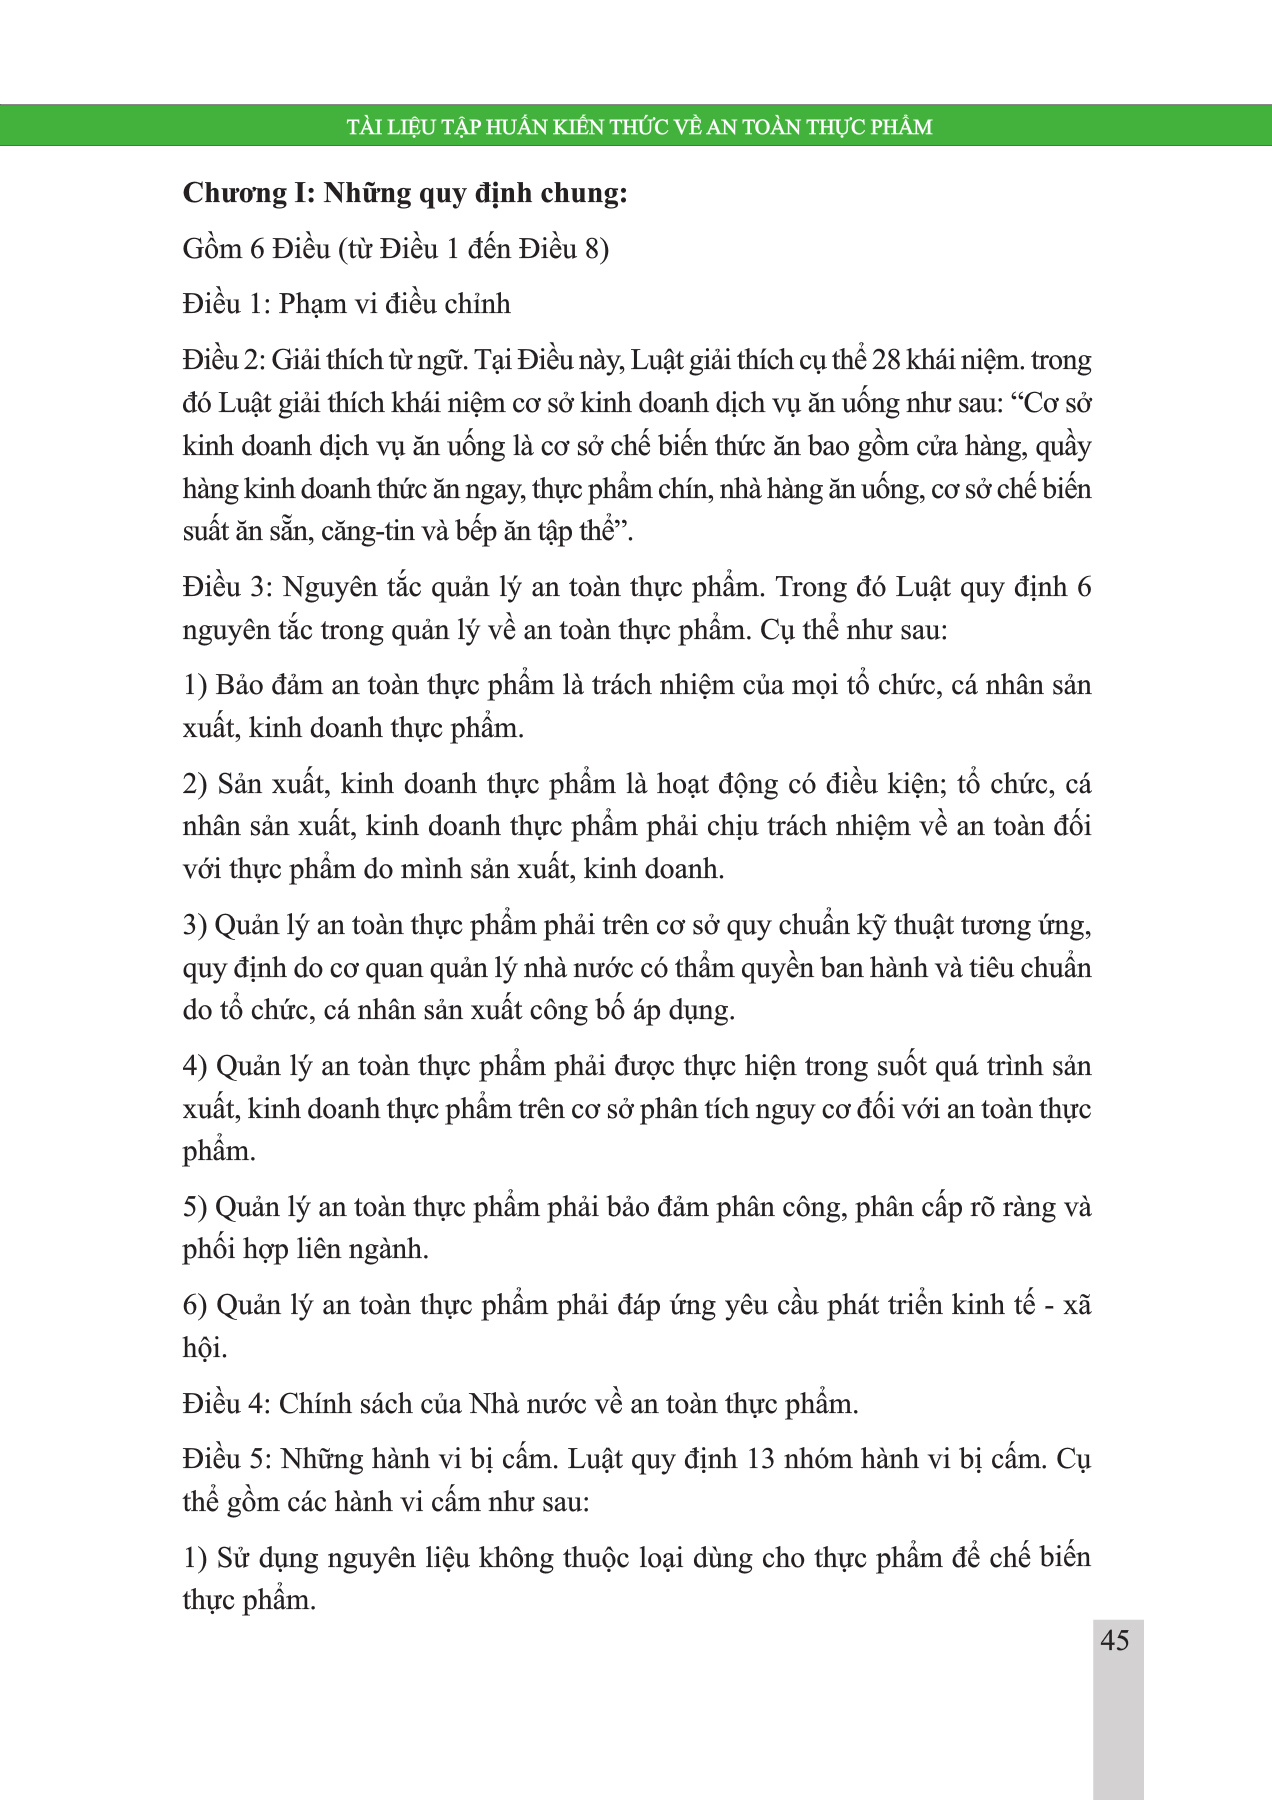 TÀI LIỆU TẬP HUẤN KIẾN THỨC VỀ AN TOÀN THỰC PHẨM
Chương I: Những quy định chung:
Gồm 6 Điều (từ Điều 1 đến Điều 8)
Điều 1: Phạm vi điều chỉnh
Điều 2: Giải thích từ ngữ. Tại Điều này, Luật giải thích cụ thể 28 khái niệm. trong
đó Luật giải thích khái niệm cơ sở kinh doanh dịch vụ ăn uống như sau: “Cơ sở
kinh doanh dịch vụ ăn uống là cơ sở chế biến thức ăn bao gồm cửa hàng, quầy
hàng kinh doanh thức ăn ngay, thực phẩm chín, nhà hàng ăn uống, cơ sở chế biến
suất ăn sẵn, căng-tin và bếp ăn tập thể”.
Điều 3: Nguyên tắc quản lý an toàn thực phẩm. Trong đó Luật quy định 6
nguyên tắc trong quản lý về an toàn thực phẩm. Cụ thể như sau:
1) Bảo đảm an toàn thực phẩm là trách nhiệm của mọi tổ chức, cá nhân sản
xuất, kinh doanh thực phẩm.
2) Sản xuất, kinh doanh thực phẩm là hoạt động có điều kiện; tổ chức, cá
nhân sản xuất, kinh doanh thực phẩm phải chịu trách nhiệm về an toàn đối
với thực phẩm do mình sản xuất, kinh doanh.
3) Quản lý an toàn thực phẩm phải trên cơ sở quy chuẩn kỹ thuật tương ứng,
quy định do cơ quan quản lý nhà nước có thẩm quyền ban hành và tiêu chuẩn
do tổ chức, cá nhân sản xuất công bố áp dụng.
4) Quản lý an toàn thực phẩm phải được thực hiện trong suốt quá trình sản
xuất, kinh doanh thực phẩm trên cơ sở phân tích nguy cơ đối với an toàn thực
phẩm.
5) Quản lý an toàn thực phẩm phải bảo đảm phân công, phân cấp rõ ràng và
phối hợp liên ngành.
6) Quản lý an toàn thực phẩm phải đáp ứng yêu cầu phát triển kinh tế - xã
hội.
Điều 4: Chính sách của Nhà nước về an toàn thực phẩm.
Điều 5: Những hành vi bị cấm. Luật quy định 13 nhóm hành vi bị cấm. Cụ
thể gồm các hành vi cấm như sau:
1) Sử dụng nguyên liệu không thuộc loại dùng cho thực phẩm để chế biến
thực phẩm.
45